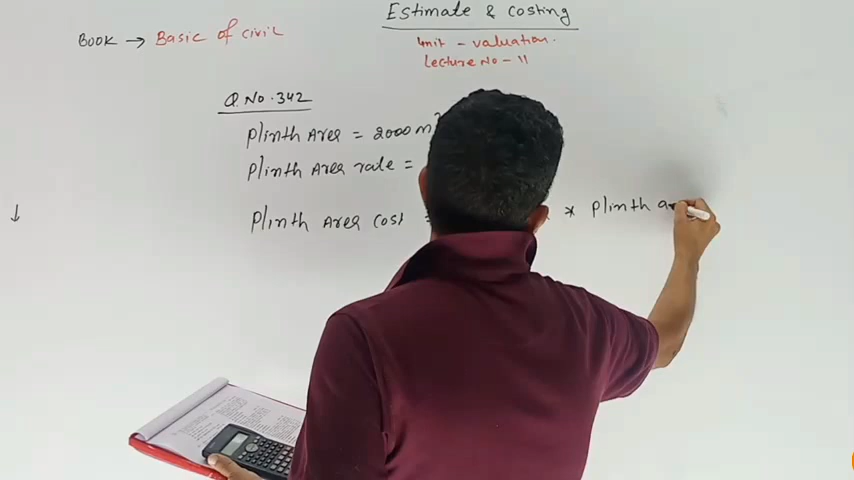 Estimate & costing
BOOK → Basic of civil
Unit - valuation.
Lecture No - 11
Q.No.342
Plinth Area = 2000 m²
Plinth Area rate =
Plinth Area cost = * Plinth a